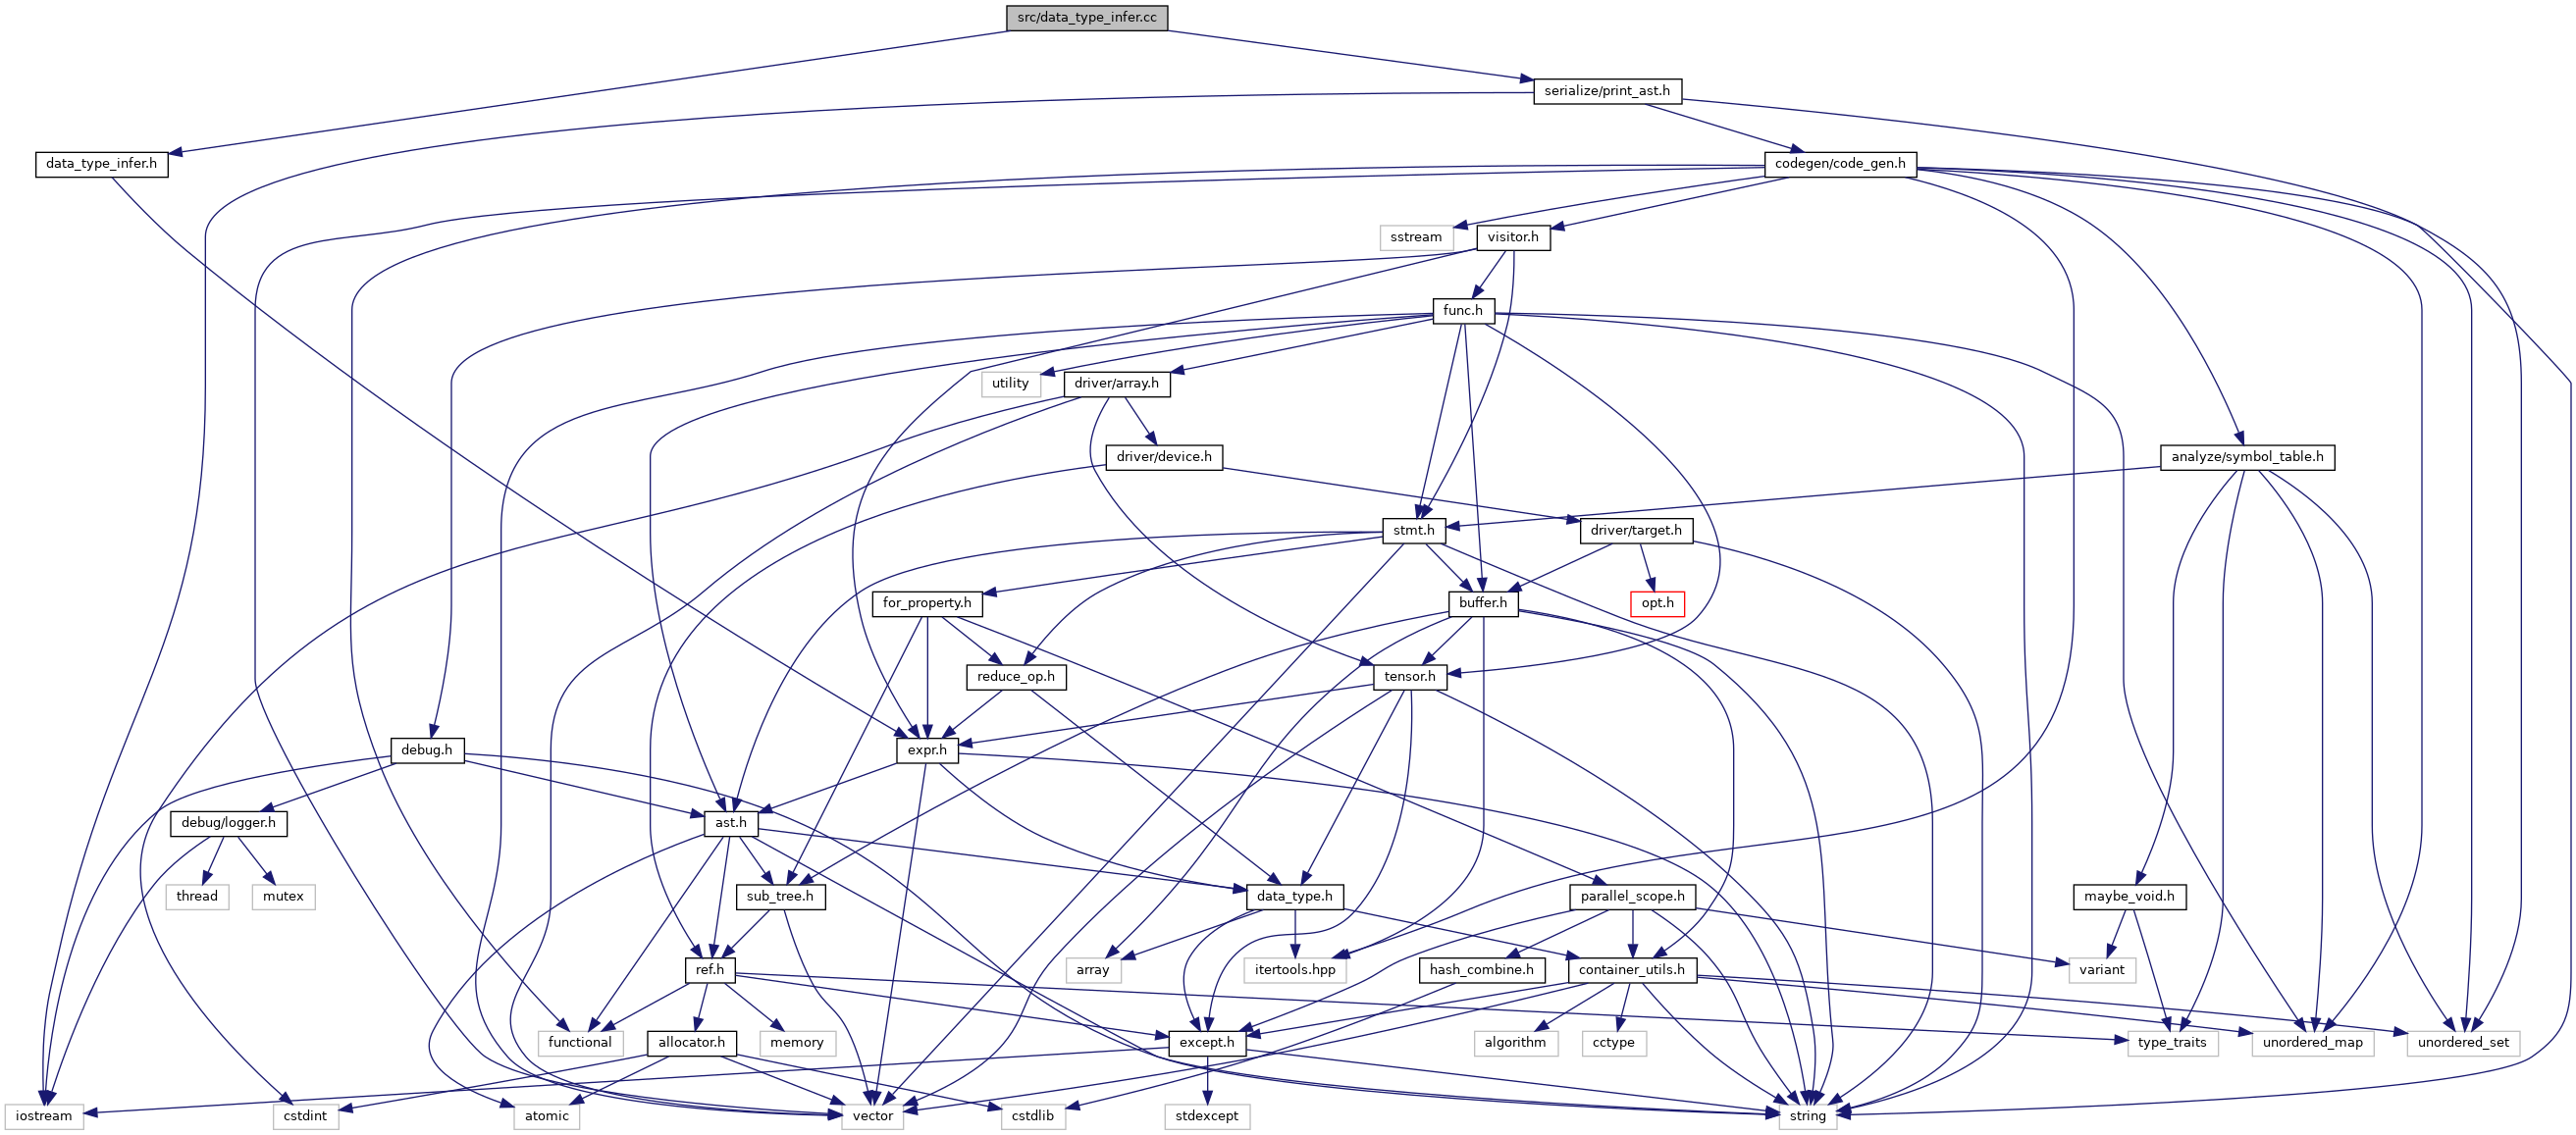 src/data_type_infer.cc
serialize/print_ast.h
data_type_infer.h
codegen/code_gen.h
sstream
visitor.h
func.h
utility
driver/array.h
driver/device.h
analyze/symbol_table.h
stmt.h
driver/target.h
for_property.h
buffer.h
opt.h
reduce_op.h
tensor.h
debug.h
expr.h
debug/logger.h
ast.h
thread
mutex
sub_tree.h
data_type.h
parallel_scope.h
maybe_void.h
ref.h
array
itertools.hpp
hash_combine.h
container_utils.h
variant
functional
allocator.h
memory
except.h
algorithm
cctype
type_traits
unordered_map
unordered_set
iostream
cstdint
atomic
vector
cstdlib
stdexcept
string